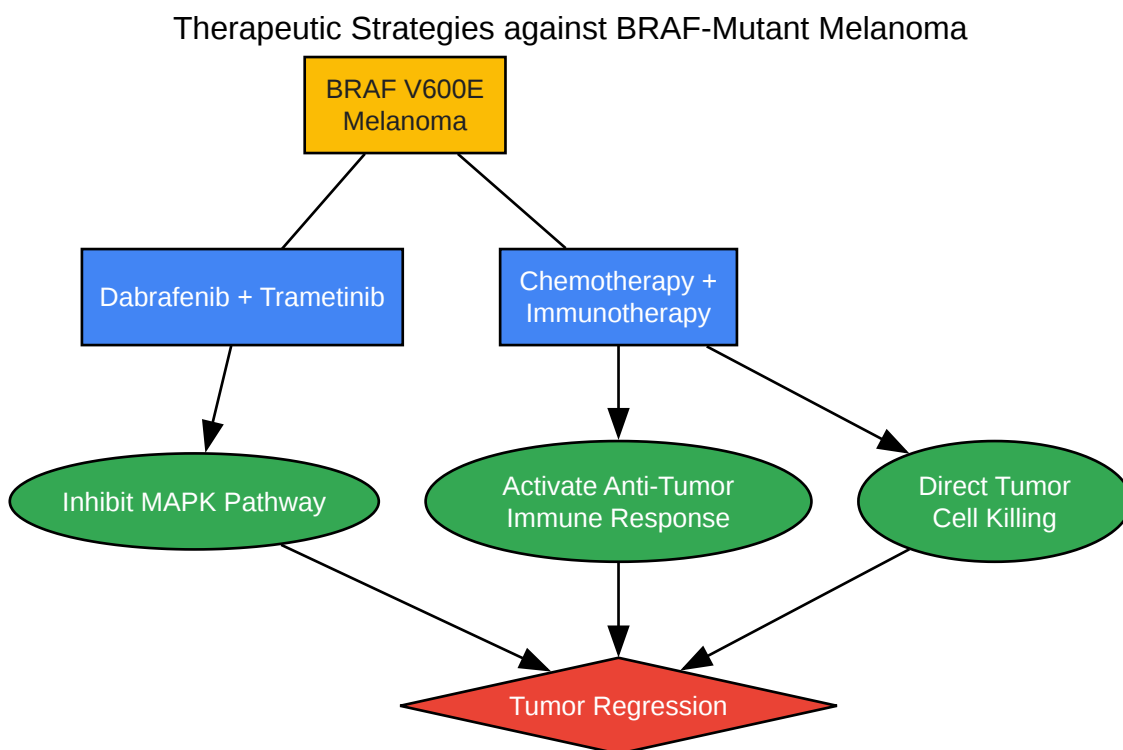 Therapeutic Strategies against BRAF-Mutant Melanoma
BRAF V600E
Melanoma
Dabrafenib + Trametinib
Chemotherapy +
Immunotherapy
Inhibit MAPK Pathway
Activate Anti-Tumor
Immune Response
Direct Tumor
Cell Killing
Tumor Regression